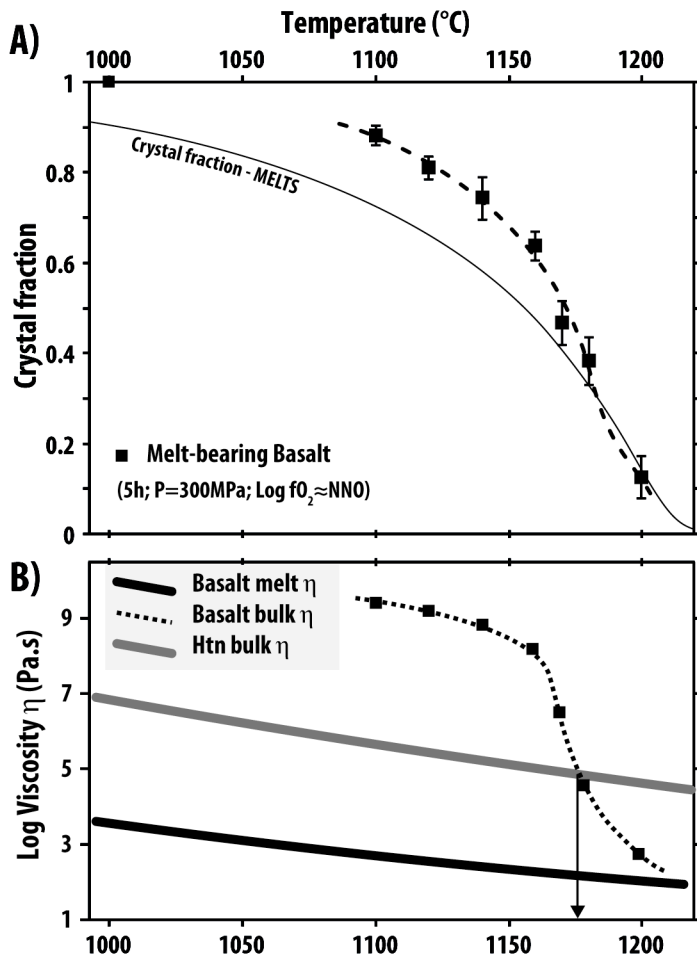 A)
Temperature (°C)
1000 1050 1100 1150 1200
1
0.8
0.6
0.4
0.2
0
Crystal fraction
Crystal fraction - MELTS
Melt-bearing Basalt
(5h; P=300MPa; Log fO₂≈NNO)
B)
Basalt melt η
Basalt bulk η
Htn bulk η
9
7
5
3
1
Log Viscosity η (Pa.s)
1000 1050 1100 1150 1200